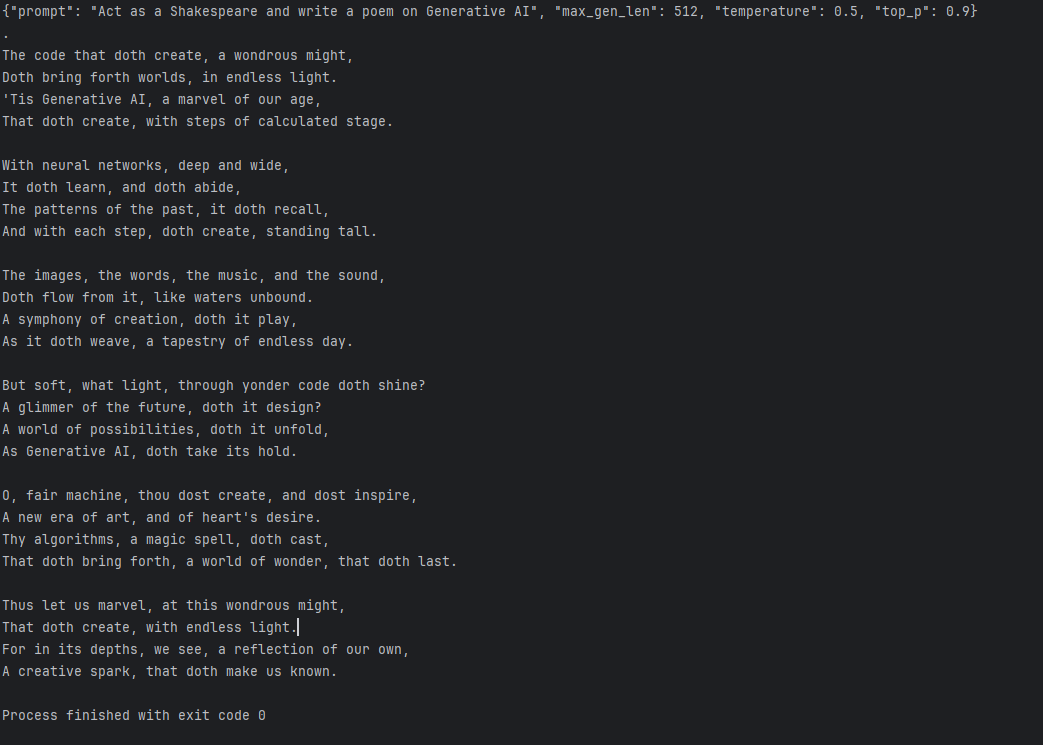 {"prompt": "Act as a Shakespeare and write a poem on Generative AI", "max_gen_len": 512, "temperature": 0.5, "top_p": 0.9}
.
The code that doth create, a wondrous might,
Doth bring forth worlds, in endless light.
'Tis Generative AI, a marvel of our age,
That doth create, with steps of calculated stage.

With neural networks, deep and wide,
It doth learn, and doth abide,
The patterns of the past, it doth recall,
And with each step, doth create, standing tall.

The images, the words, the music, and the sound,
Doth flow from it, like waters unbound.
A symphony of creation, doth it play,
As it doth weave, a tapestry of endless day.

But soft, what light, through yonder code doth shine?
A glimmer of the future, doth it design?
A world of possibilities, doth it unfold,
As Generative AI, doth take its hold.

O, fair machine, thou dost create, and dost inspire,
A new era of art, and of heart's desire.
Thy algorithms, a magic spell, doth cast,
That doth bring forth, a world of wonder, that doth last.

Thus let us marvel, at this wondrous might,
That doth create, with endless light.
For in its depths, we see, a reflection of our own,
A creative spark, that doth make us known.

Process finished with exit code 0